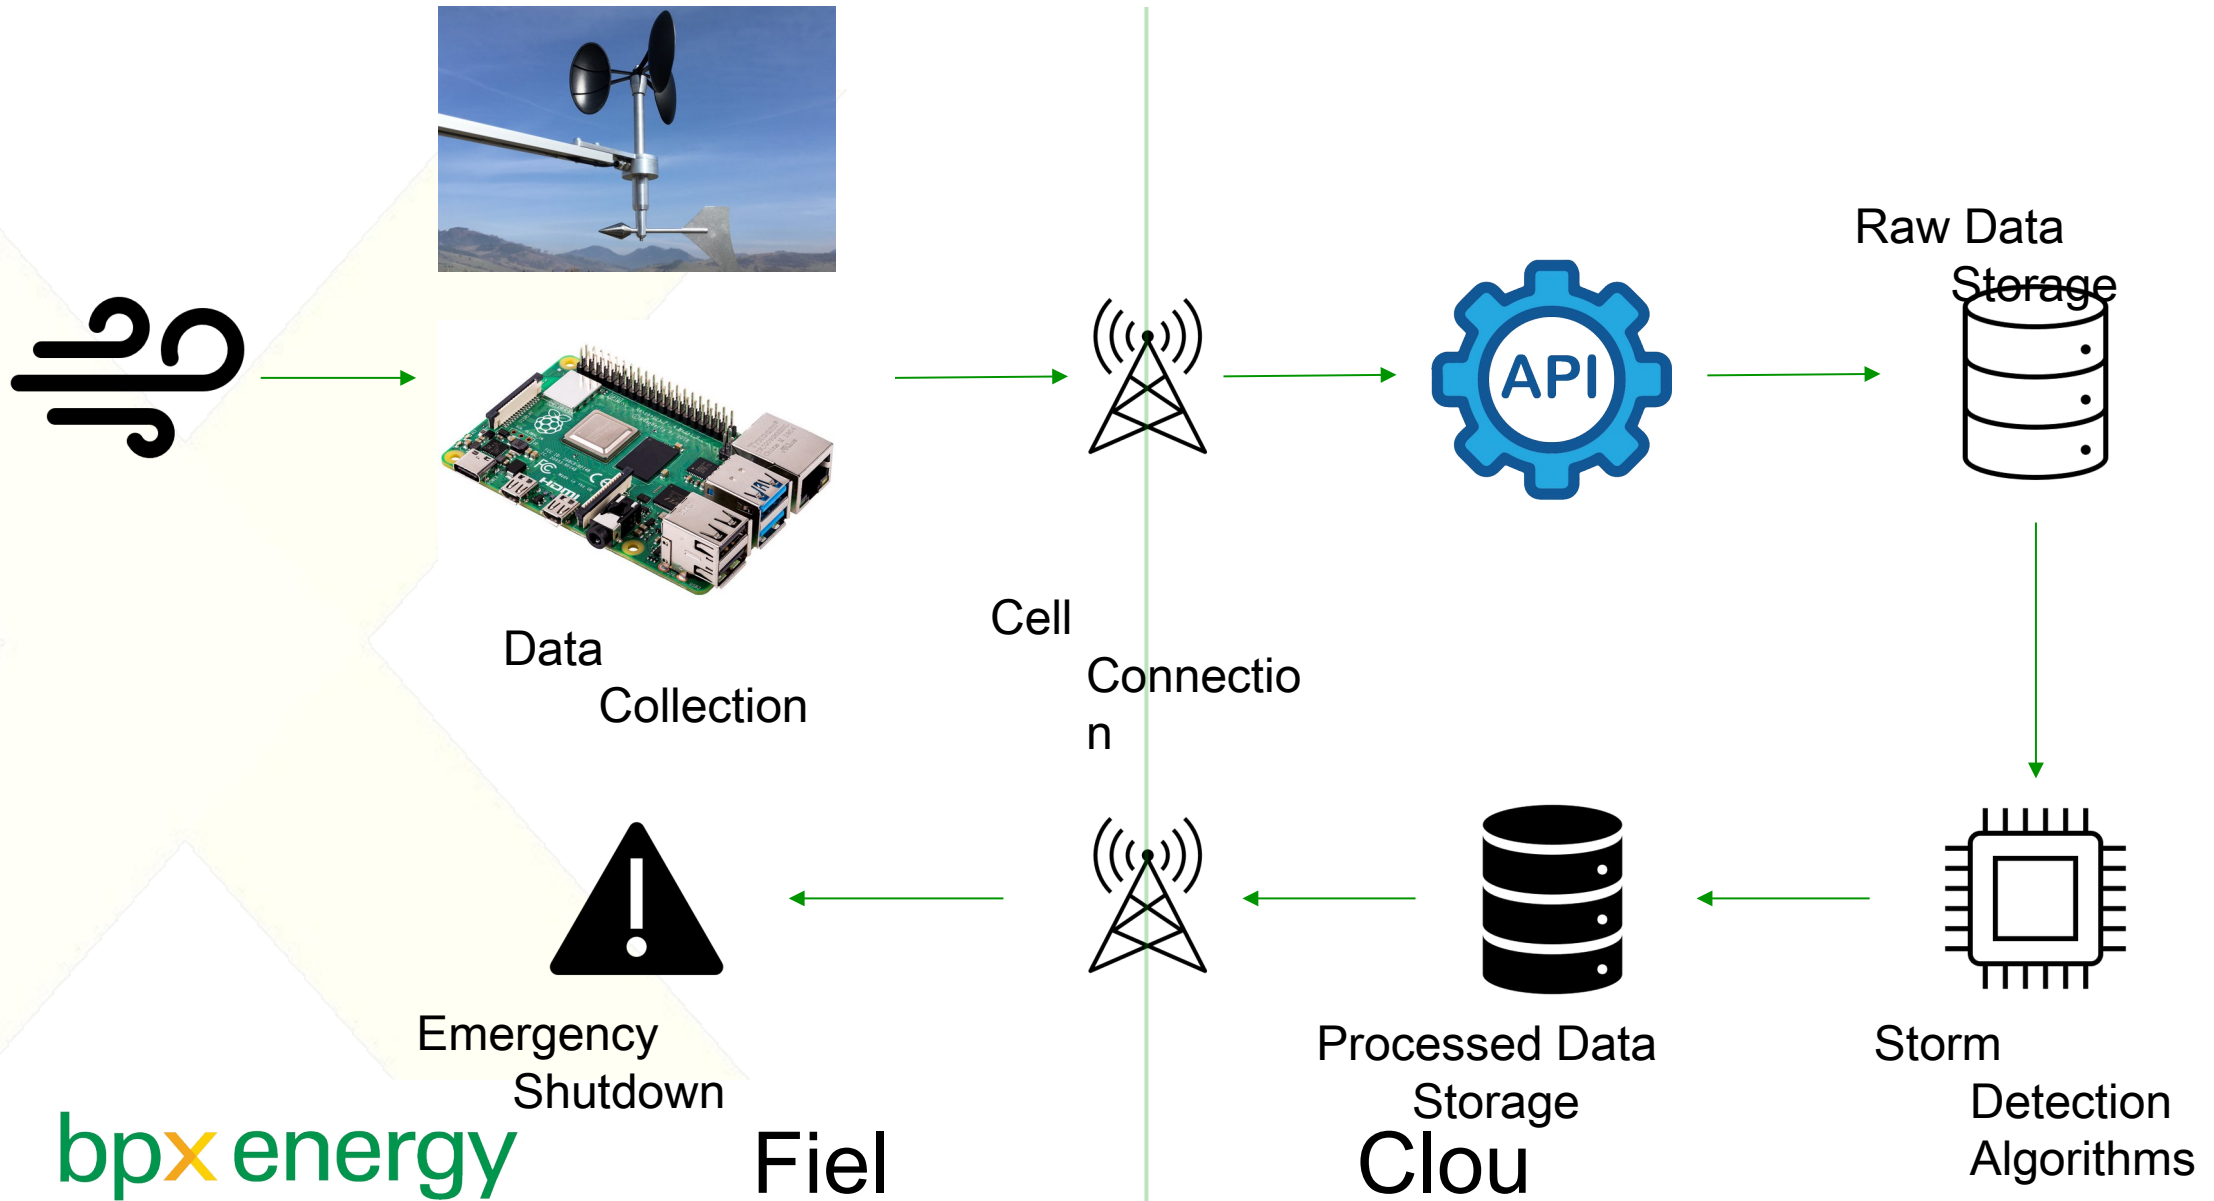 Raw Data
Storage
API
Data
Collection
Cell
Connectio
n
Emergency
Shutdown
Processed Data
Storage
Storm
Detection
Algorithms
bpx energy
Fiel
Clou